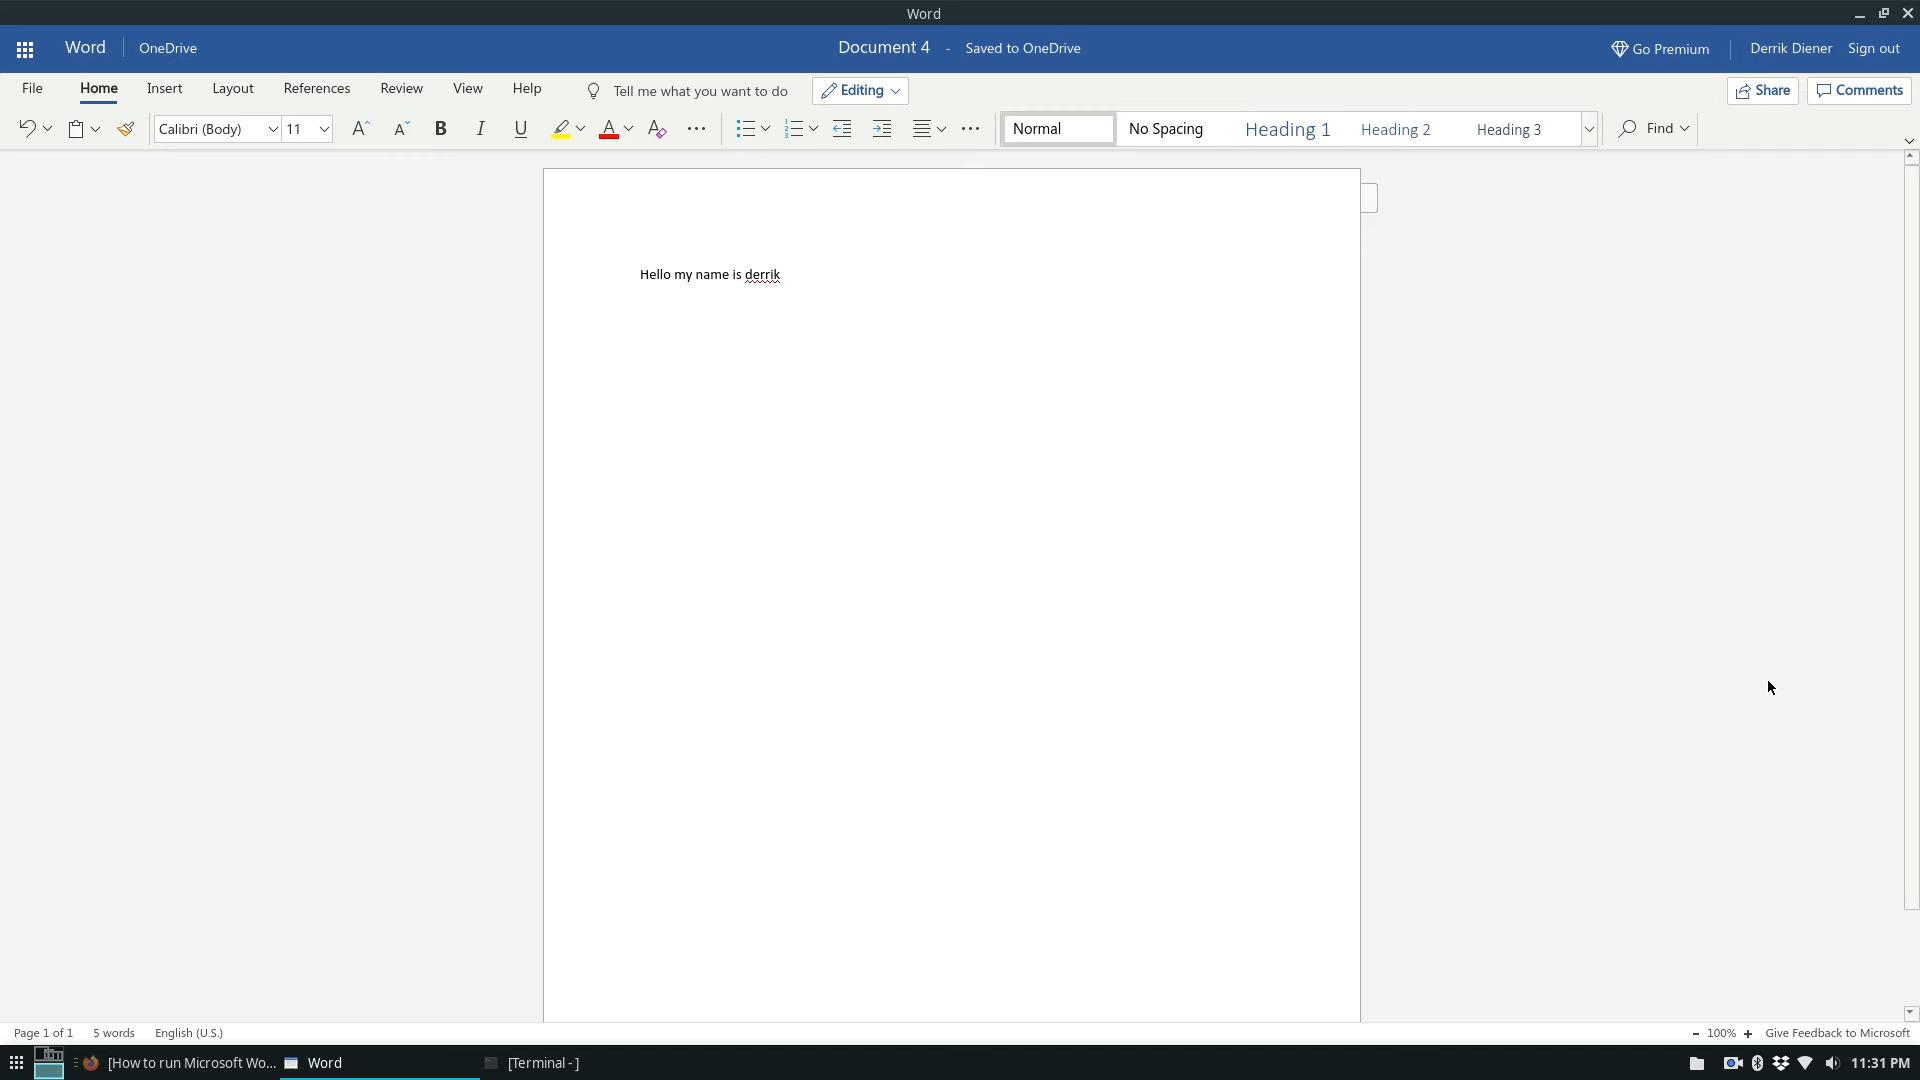 Word
Word OneDrive Document 4 - Saved to OneDrive Go Premium Derrik Diener Sign out
File Home Insert Layout References Review View Help Tell me what you want to do Editing Share Comments
Calibri (Body) 11 B I U A A Normal No Spacing Heading 1 Heading 2 Heading 3 Find
Hello my name is derrik
Page 1 of 1 5 words English (U.S.) - 100% + Give Feedback to Microsoft
[How to run Microsoft Wo... Word [Terminal - ] 11:31 PM